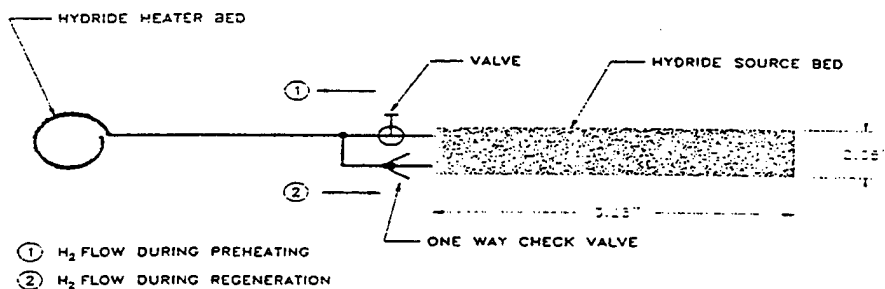 HYDRIDE HEATER BED
VALVE
HYDRIDE SOURCE BED
1
2
ONE WAY CHECK VALVE
1 H₂ FLOW DURING PREHEATING
2 H₂ FLOW DURING REGENERATION